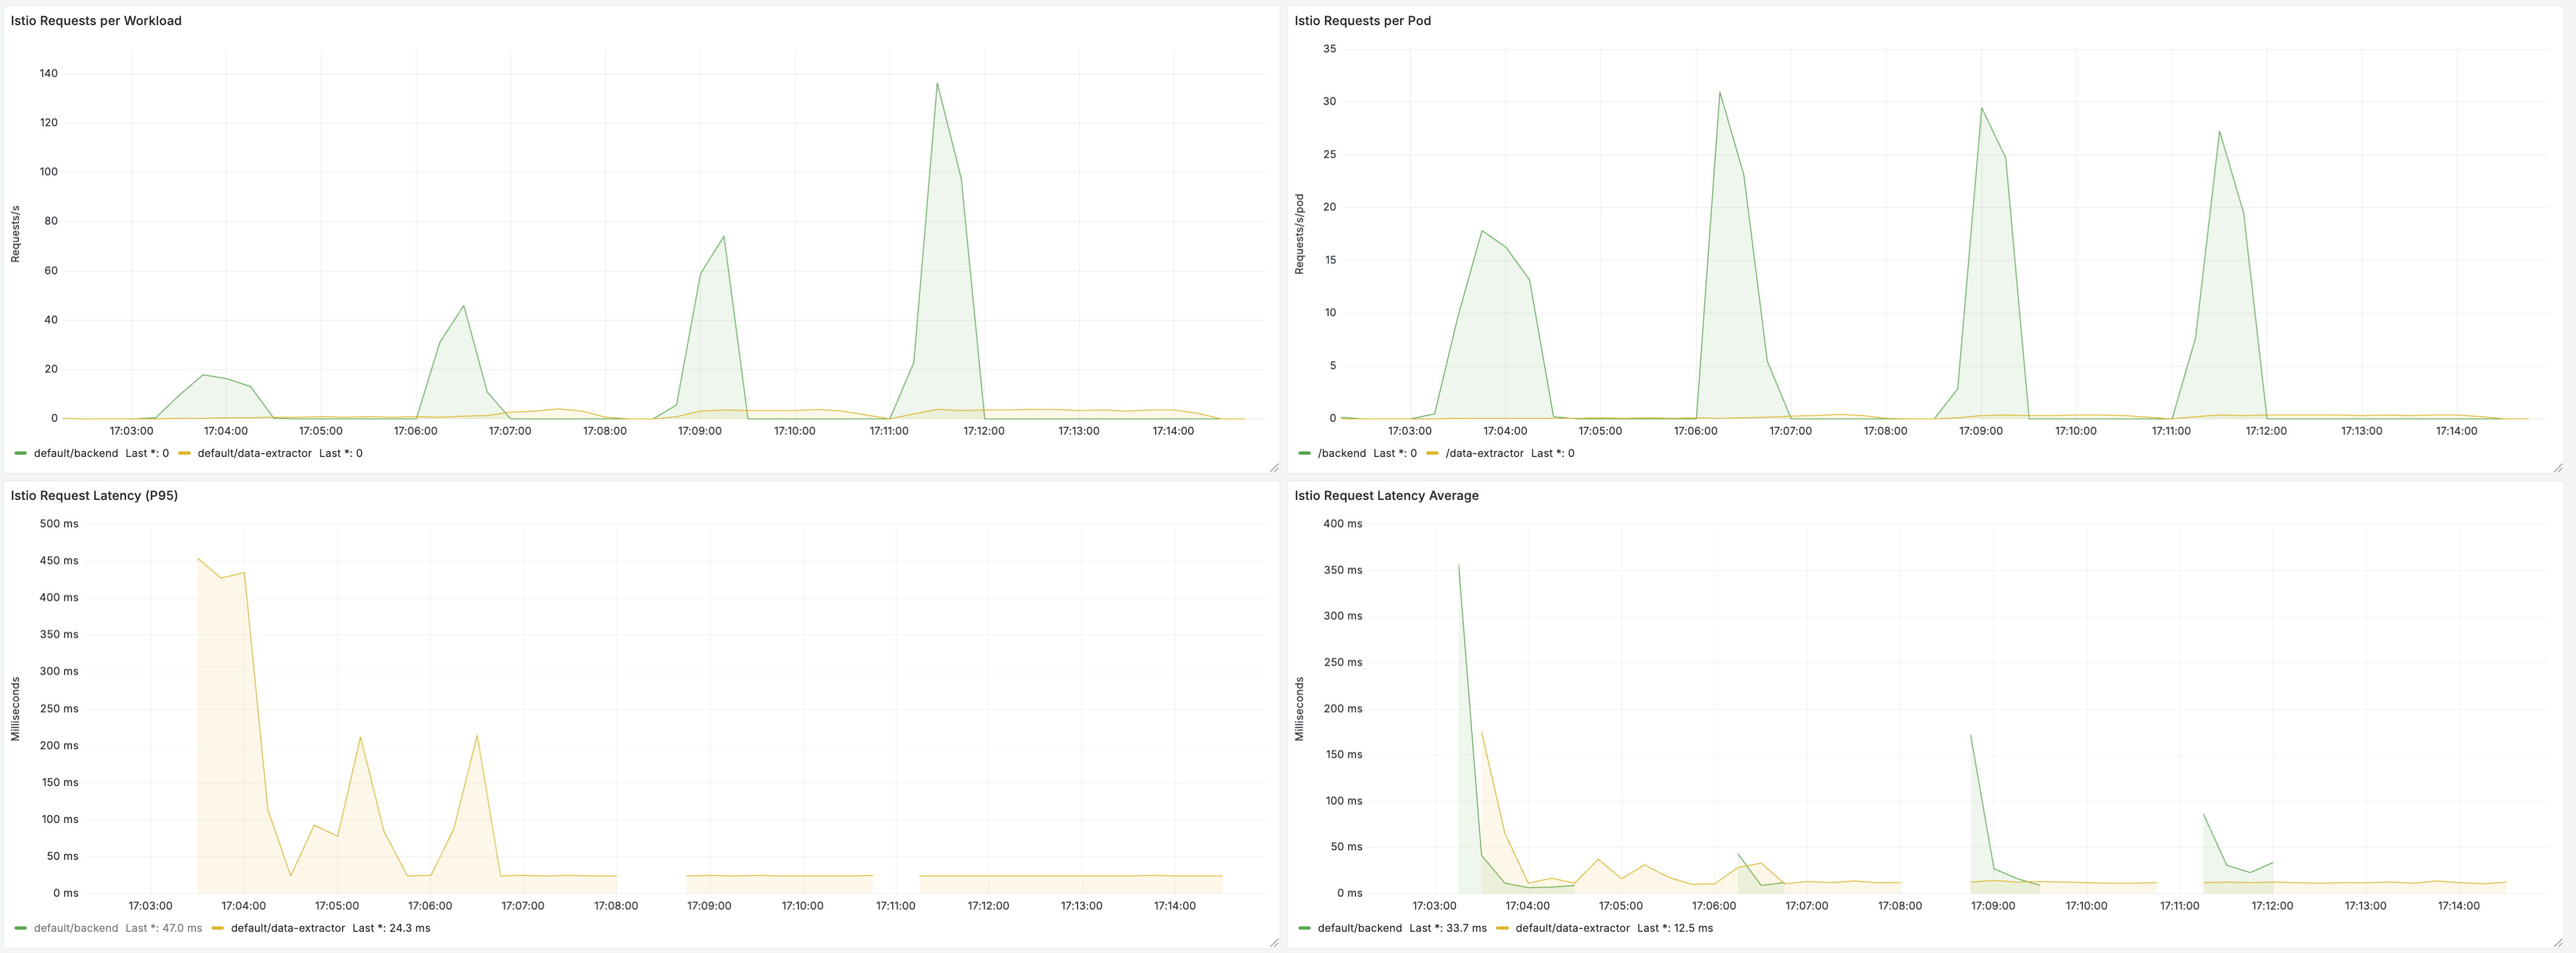 Istio Requests per Workload
140
120
100
80
60
40
20
0
Requests/s
17:03:00 17:04:00 17:05:00 17:06:00 17:07:00 17:08:00 17:09:00 17:10:00 17:11:00 17:12:00 17:13:00 17:14:00
default/backend Last *: 0 default/data-extractor Last *: 0
Istio Requests per Pod
35
30
25
20
15
10
5
0
Requests/s/pod
17:03:00 17:04:00 17:05:00 17:06:00 17:07:00 17:08:00 17:09:00 17:10:00 17:11:00 17:12:00 17:13:00 17:14:00
/backend Last *: 0 /data-extractor Last *: 0
Istio Request Latency (P95)
500 ms
450 ms
400 ms
350 ms
300 ms
250 ms
200 ms
150 ms
100 ms
50 ms
0 ms
Milliseconds
17:03:00 17:04:00 17:05:00 17:06:00 17:07:00 17:08:00 17:09:00 17:10:00 17:11:00 17:12:00 17:13:00 17:14:00
default/backend Last *: 47.0 ms default/data-extractor Last *: 24.3 ms
Istio Request Latency Average
400 ms
350 ms
300 ms
250 ms
200 ms
150 ms
100 ms
50 ms
0 ms
Milliseconds
17:03:00 17:04:00 17:05:00 17:06:00 17:07:00 17:08:00 17:09:00 17:10:00 17:11:00 17:12:00 17:13:00 17:14:00
default/backend Last *: 33.7 ms default/data-extractor Last *: 12.5 ms